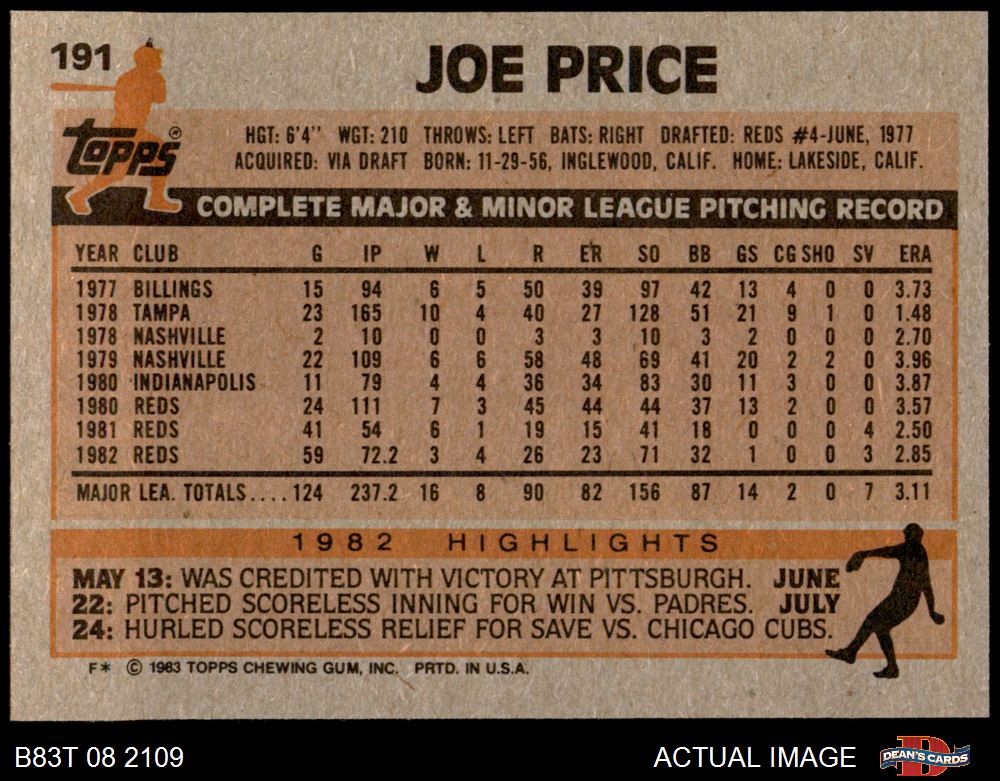 191
JOE PRICE
Topps ®
HGT: 6'4" WGT: 210 THROWS: LEFT BATS: RIGHT DRAFTED: REDS #4-JUNE, 1977
ACQUIRED: VIA DRAFT BORN: 11-29-56, INGLEWOOD, CALIF. HOME: LAKESIDE, CALIF.
COMPLETE MAJOR & MINOR LEAGUE PITCHING RECORD
YEAR CLUB G IP W L R ER SO BB GS CG SHO SV ERA
1977 BILLINGS 15 94 6 5 50 39 97 42 13 4 0 0 3.73
1978 TAMPA 23 165 10 4 40 27 128 51 21 9 1 0 1.48
1978 NASHVILLE 2 10 0 0 3 3 10 3 2 0 0 0 2.70
1979 NASHVILLE 22 109 6 6 58 48 69 41 20 2 2 0 3.96
1980 INDIANAPOLIS 11 79 4 4 36 34 83 30 11 3 0 0 3.87
1980 REDS 24 111 7 3 45 44 44 37 13 2 0 0 3.57
1981 REDS 41 54 6 1 19 15 41 18 0 0 0 4 2.50
1982 REDS 59 72.2 3 4 26 23 71 32 1 0 0 3 2.85
MAJOR LEA. TOTALS....124 237.2 16 8 90 82 156 87 14 2 0 7 3.11
1982 HIGHLIGHTS
MAY 13: WAS CREDITED WITH VICTORY AT PITTSBURGH. JUNE
22: PITCHED SCORELESS INNING FOR WIN VS. PADRES. JULY
24: HURLED SCORELESS RELIEF FOR SAVE VS. CHICAGO CUBS.
F* © 1983 TOPPS CHEWING GUM, INC. PRTD. IN U.S.A.
B83T 08 2109
ACTUAL IMAGE
DEAN'S CARDS